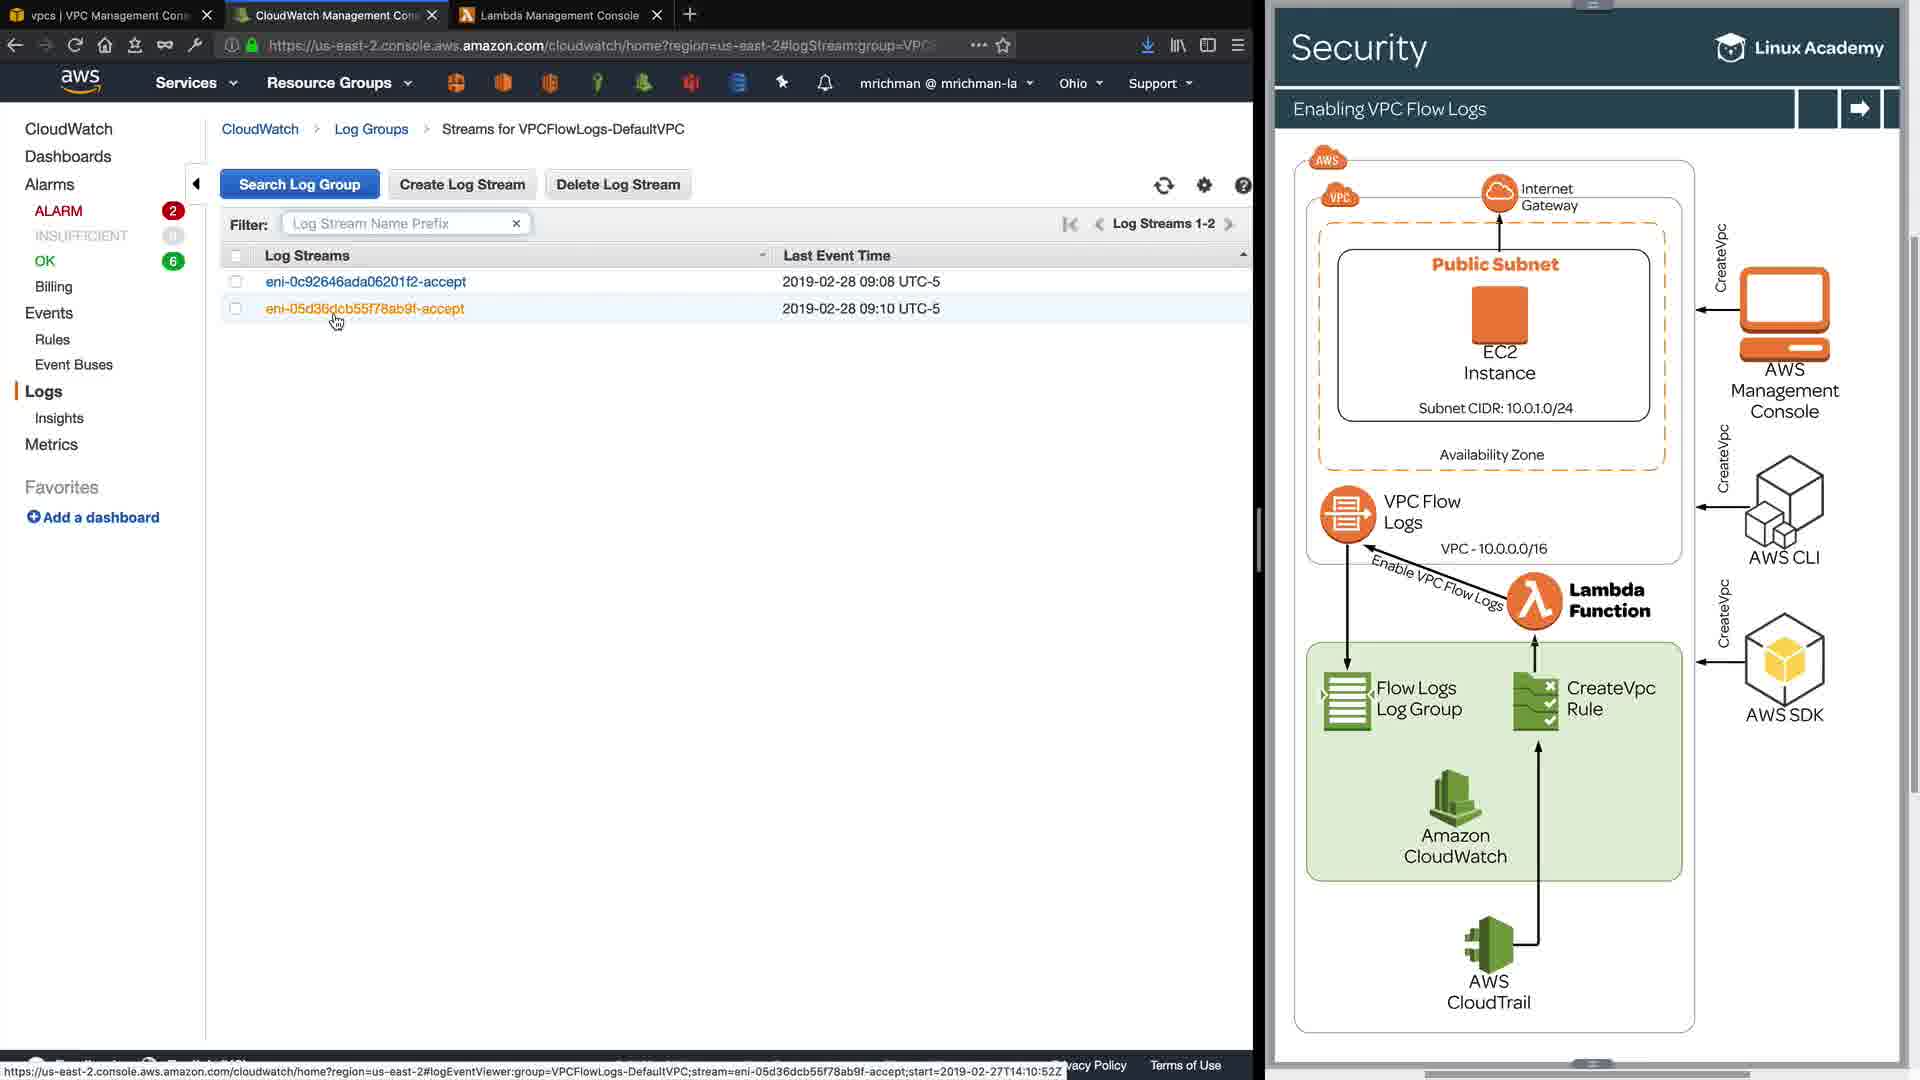 vpcs | VPC Management Con
CloudWatch Management Con
Lambda Management Console
https://us-east-2.console.aws.amazon.com/cloudwatch/home?region=us-east-2#logStream:group=VPC
aws
Services
Resource Groups
mrichman @ mrichman-la
Ohio
Support
CloudWatch
Dashboards
Alarms
ALARM 2
INSUFFICIENT 0
OK 6
Billing
Events
Rules
Event Buses
Logs
Insights
Metrics
Favorites
Add a dashboard
CloudWatch > Log Groups > Streams for VPCFlowLogs-DefaultVPC
Search Log Group
Create Log Stream
Delete Log Stream
Filter: Log Stream Name Prefix
Log Streams 1-2
Log Streams Last Event Time
eni-0c92646ada06201f2-accept 2019-02-28 09:08 UTC-5
eni-05d36dcb55f78ab9f-accept 2019-02-28 09:10 UTC-5
Privacy Policy
Terms of Use
https://us-east-2.console.aws.amazon.com/cloudwatch/home?region=us-east-2#logEventViewer:group=VPCFlowLogs-DefaultVPC;stream=eni-05d36dcb55f78ab9f-accept;start=2019-02-27T14:10:52Z
Security
Linux Academy
Enabling VPC Flow Logs
AWS
VPC
Internet
Gateway
Public Subnet
EC2
Instance
Subnet CIDR: 10.0.1.0/24
Availability Zone
VPC Flow
Logs
VPC - 10.0.0.0/16
Enable VPC Flow Logs
Lambda
Function
Flow Logs
Log Group
CreateVpc
Rule
Amazon
CloudWatch
AWS
CloudTrail
CreateVpc
AWS
Management
Console
CreateVpc
AWS CLI
CreateVpc
AWS SDK